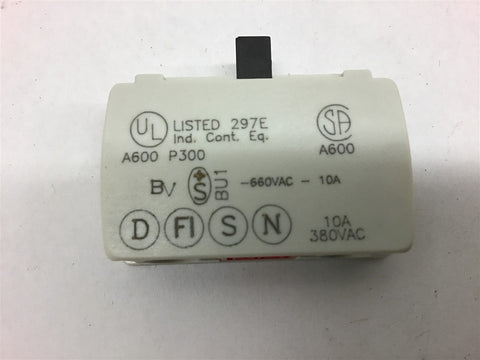 UL LISTED 297E
Ind. Cont. Eq.
A600 P300
SA
A600
BV +S BU1 -660VAC - 10A
D FI S N
10A
380VAC